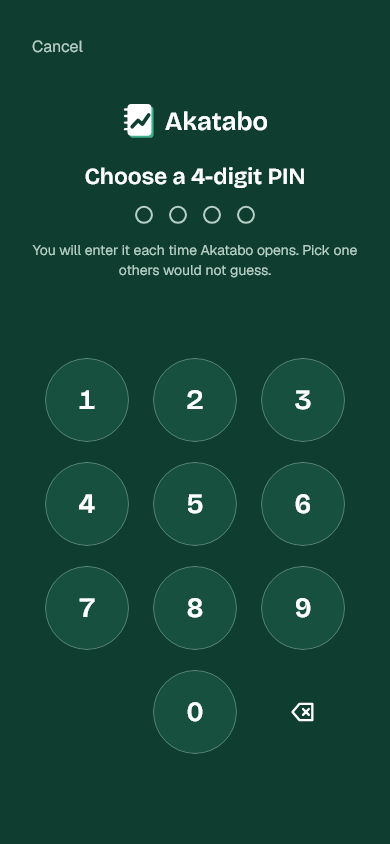 Cancel
Akatabo
Choose a 4-digit PIN
You will enter it each time Akatabo opens. Pick one
others would not guess.
1 2 3
4 5 6
7 8 9
0